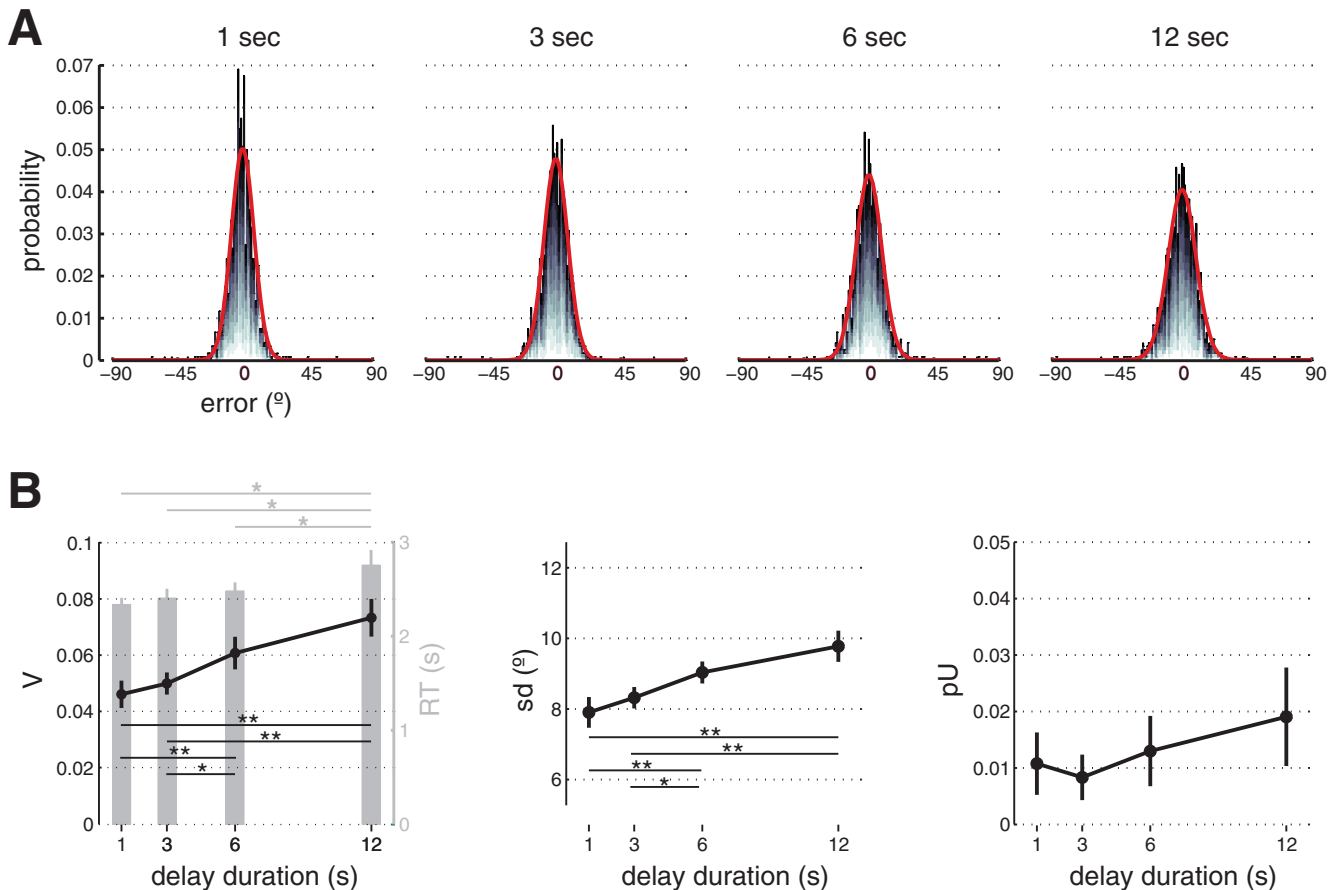 A
1 sec
3 sec
6 sec
12 sec
probability
0.07
0.06
0.05
0.04
0.03
0.02
0.01
0
−90 −45 0 45 90
−90 −45 0 45 90
−90 −45 0 45 90
−90 −45 0 45 90
error (º)
B
*
*
*
V
0.1
0.08
0.06
0.04
0.02
0
**
**
**
*
RT (s)
3
2
1
0
1 3 6 12
delay duration (s)
sd (º)
12
10
8
6
**
**
**
*
1 3 6 12
delay duration (s)
pU
0.05
0.04
0.03
0.02
0.01
0
1 3 6 12
delay duration (s)